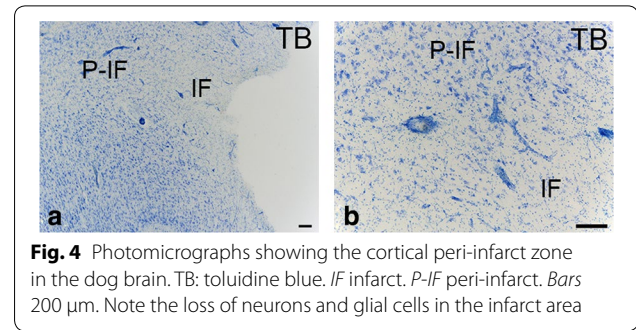 TB
P-IF
IF
a
TB
P-IF
IF
b
Fig. 4 Photomicrographs showing the cortical peri-infarct zone
in the dog brain. TB: toluidine blue. IF infarct. P-IF peri-infarct. Bars
200 µm. Note the loss of neurons and glial cells in the infarct area